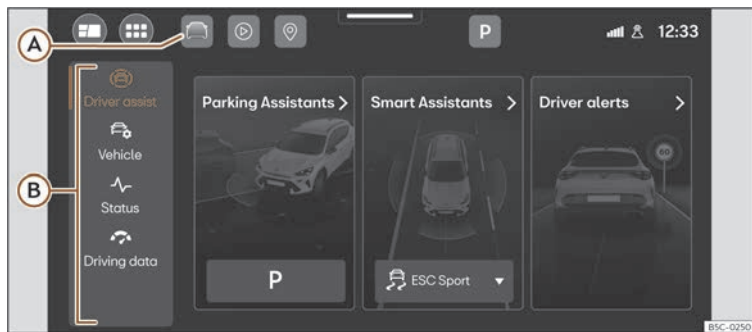 A
P
12:33
B
Driver assist
Vehicle
Status
Driving data
Parking Assistants >
P
Smart Assistants >
ESC Sport
Driver alerts >
60
B5C-0250